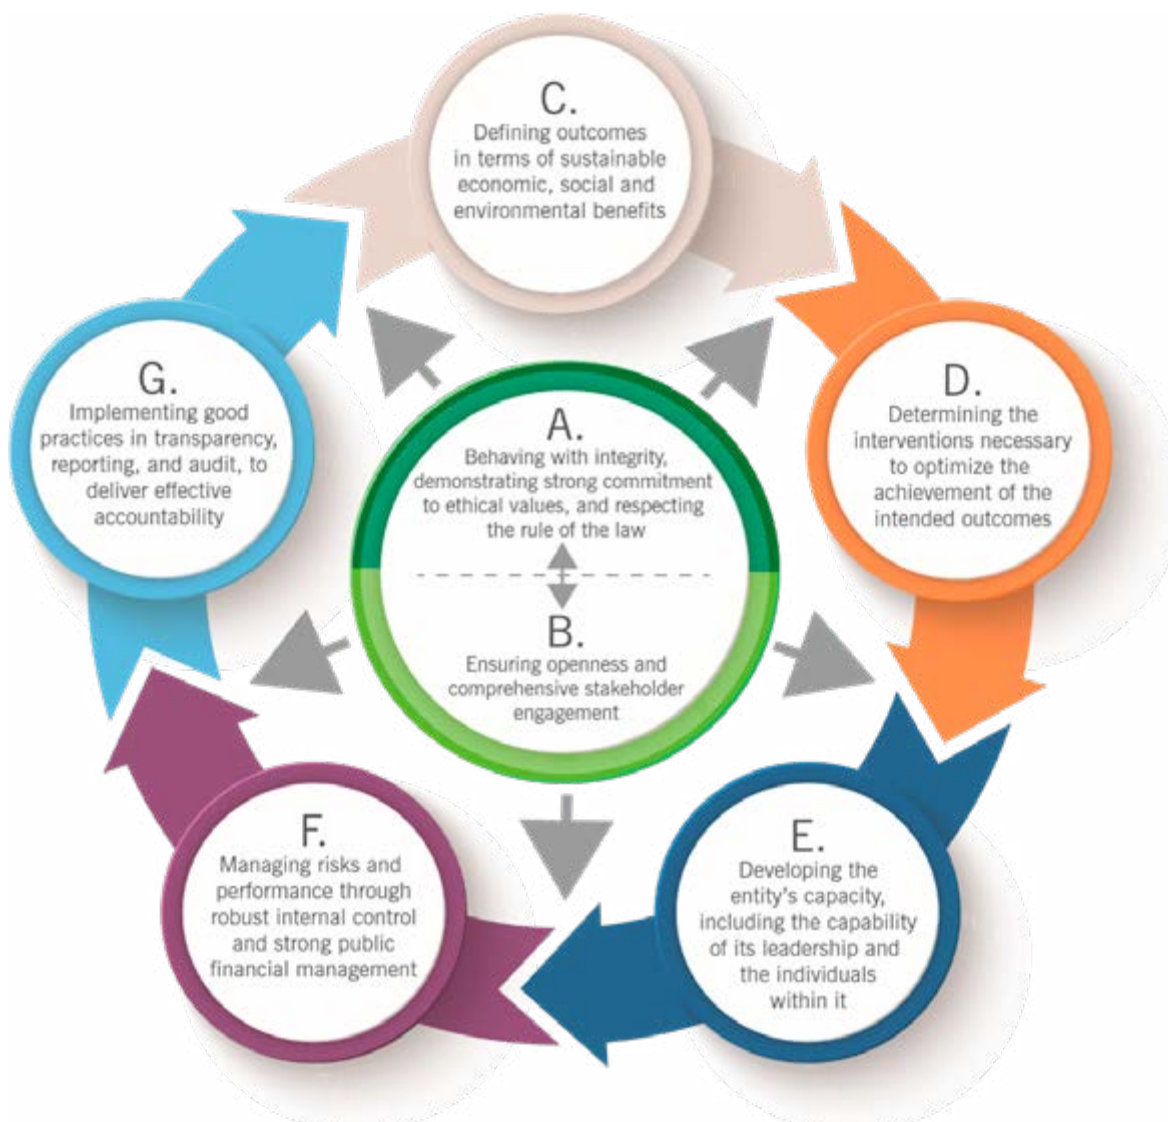 C.
Defining outcomes
in terms of sustainable
economic, social and
environmental benefits
G.
Implementing good
practices in transparency,
reporting, and audit, to
deliver effective
accountability
D.
Determining the
interventions necessary
to optimize the
achievement of the
intended outcomes
A.
Behaving with integrity,
demonstrating strong commitment
to ethical values, and respecting
the rule of the law
B.
Ensuring openness and
comprehensive stakeholder
engagement
F.
Managing risks and
performance through
robust internal control
and strong public
financial management
E.
Developing the
entity's capacity,
including the capability
of its leadership and
the individuals
within it